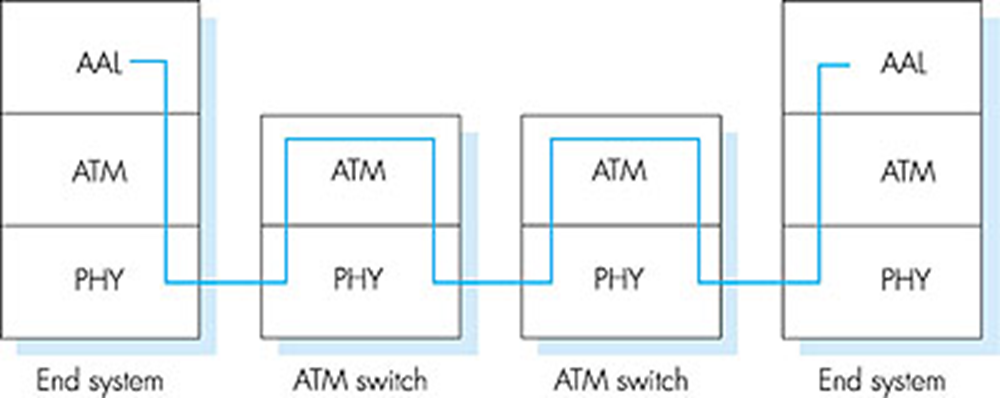 AAL
ATM
PHY
End system
ATM
PHY
ATM switch
ATM
PHY
ATM switch
AAL
ATM
PHY
End system